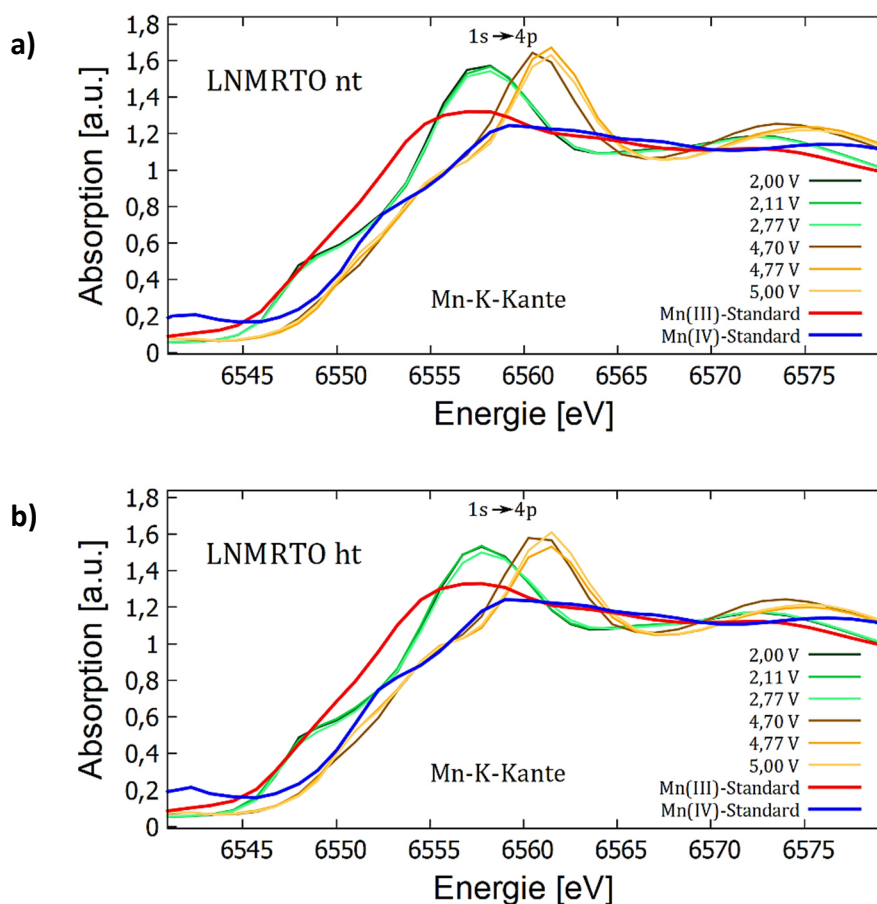 a)
1s→4p
LNMRTO nt
Mn-K-Kante
Absorption [a.u.]
1,8
1,6
1,4
1,2
1
0,8
0,6
0,4
0,2
0
2,00 V
2,11 V
2,77 V
4,70 V
4,77 V
5,00 V
Mn(III)-Standard
Mn(IV)-Standard
6545 6550 6555 6560 6565 6570 6575
Energie [eV]
b)
1s→4p
LNMRTO ht
Mn-K-Kante
Absorption [a.u.]
1,8
1,6
1,4
1,2
1
0,8
0,6
0,4
0,2
0
2,00 V
2,11 V
2,77 V
4,70 V
4,77 V
5,00 V
Mn(III)-Standard
Mn(IV)-Standard
6545 6550 6555 6560 6565 6570 6575
Energie [eV]